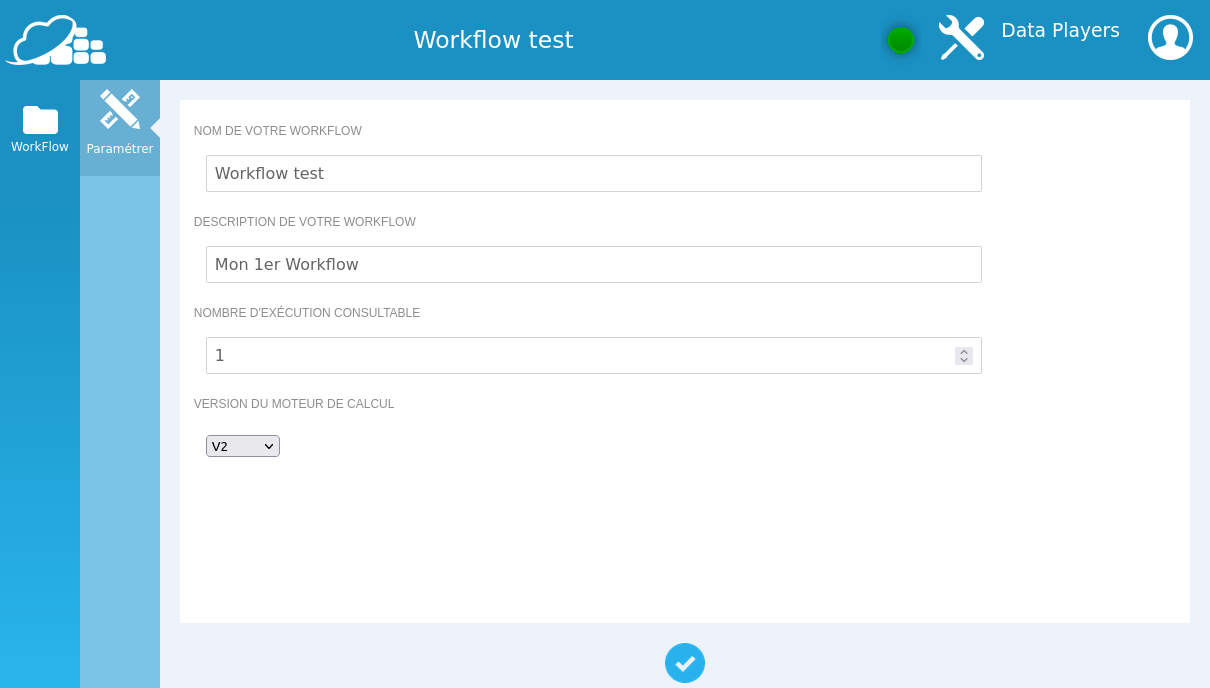 Workflow test
Data Players
WorkFlow
Paramétrer
NOM DE VOTRE WORKFLOW
Workflow test
DESCRIPTION DE VOTRE WORKFLOW
Mon 1er Workflow
NOMBRE D'EXÉCUTION CONSULTABLE
1
VERSION DU MOTEUR DE CALCUL
V2